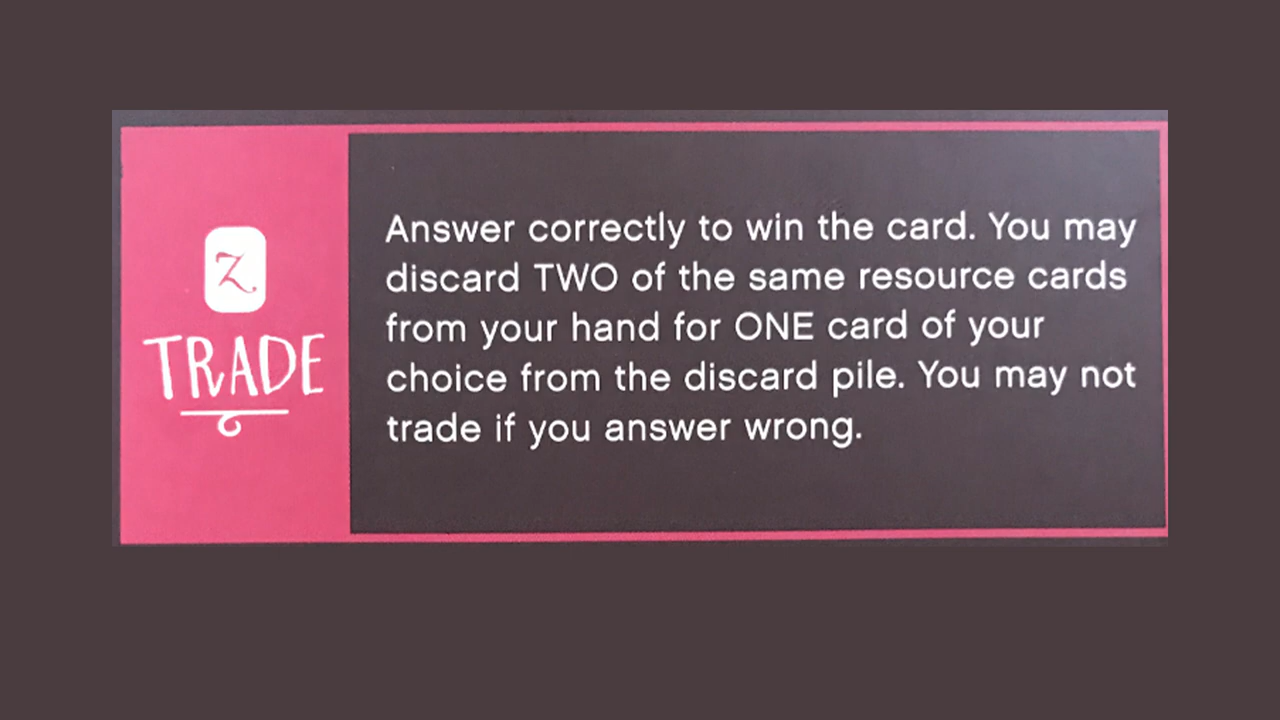 Z
TRADE
Answer correctly to win the card. You may
discard TWO of the same resource cards
from your hand for ONE card of your
choice from the discard pile. You may not
trade if you answer wrong.